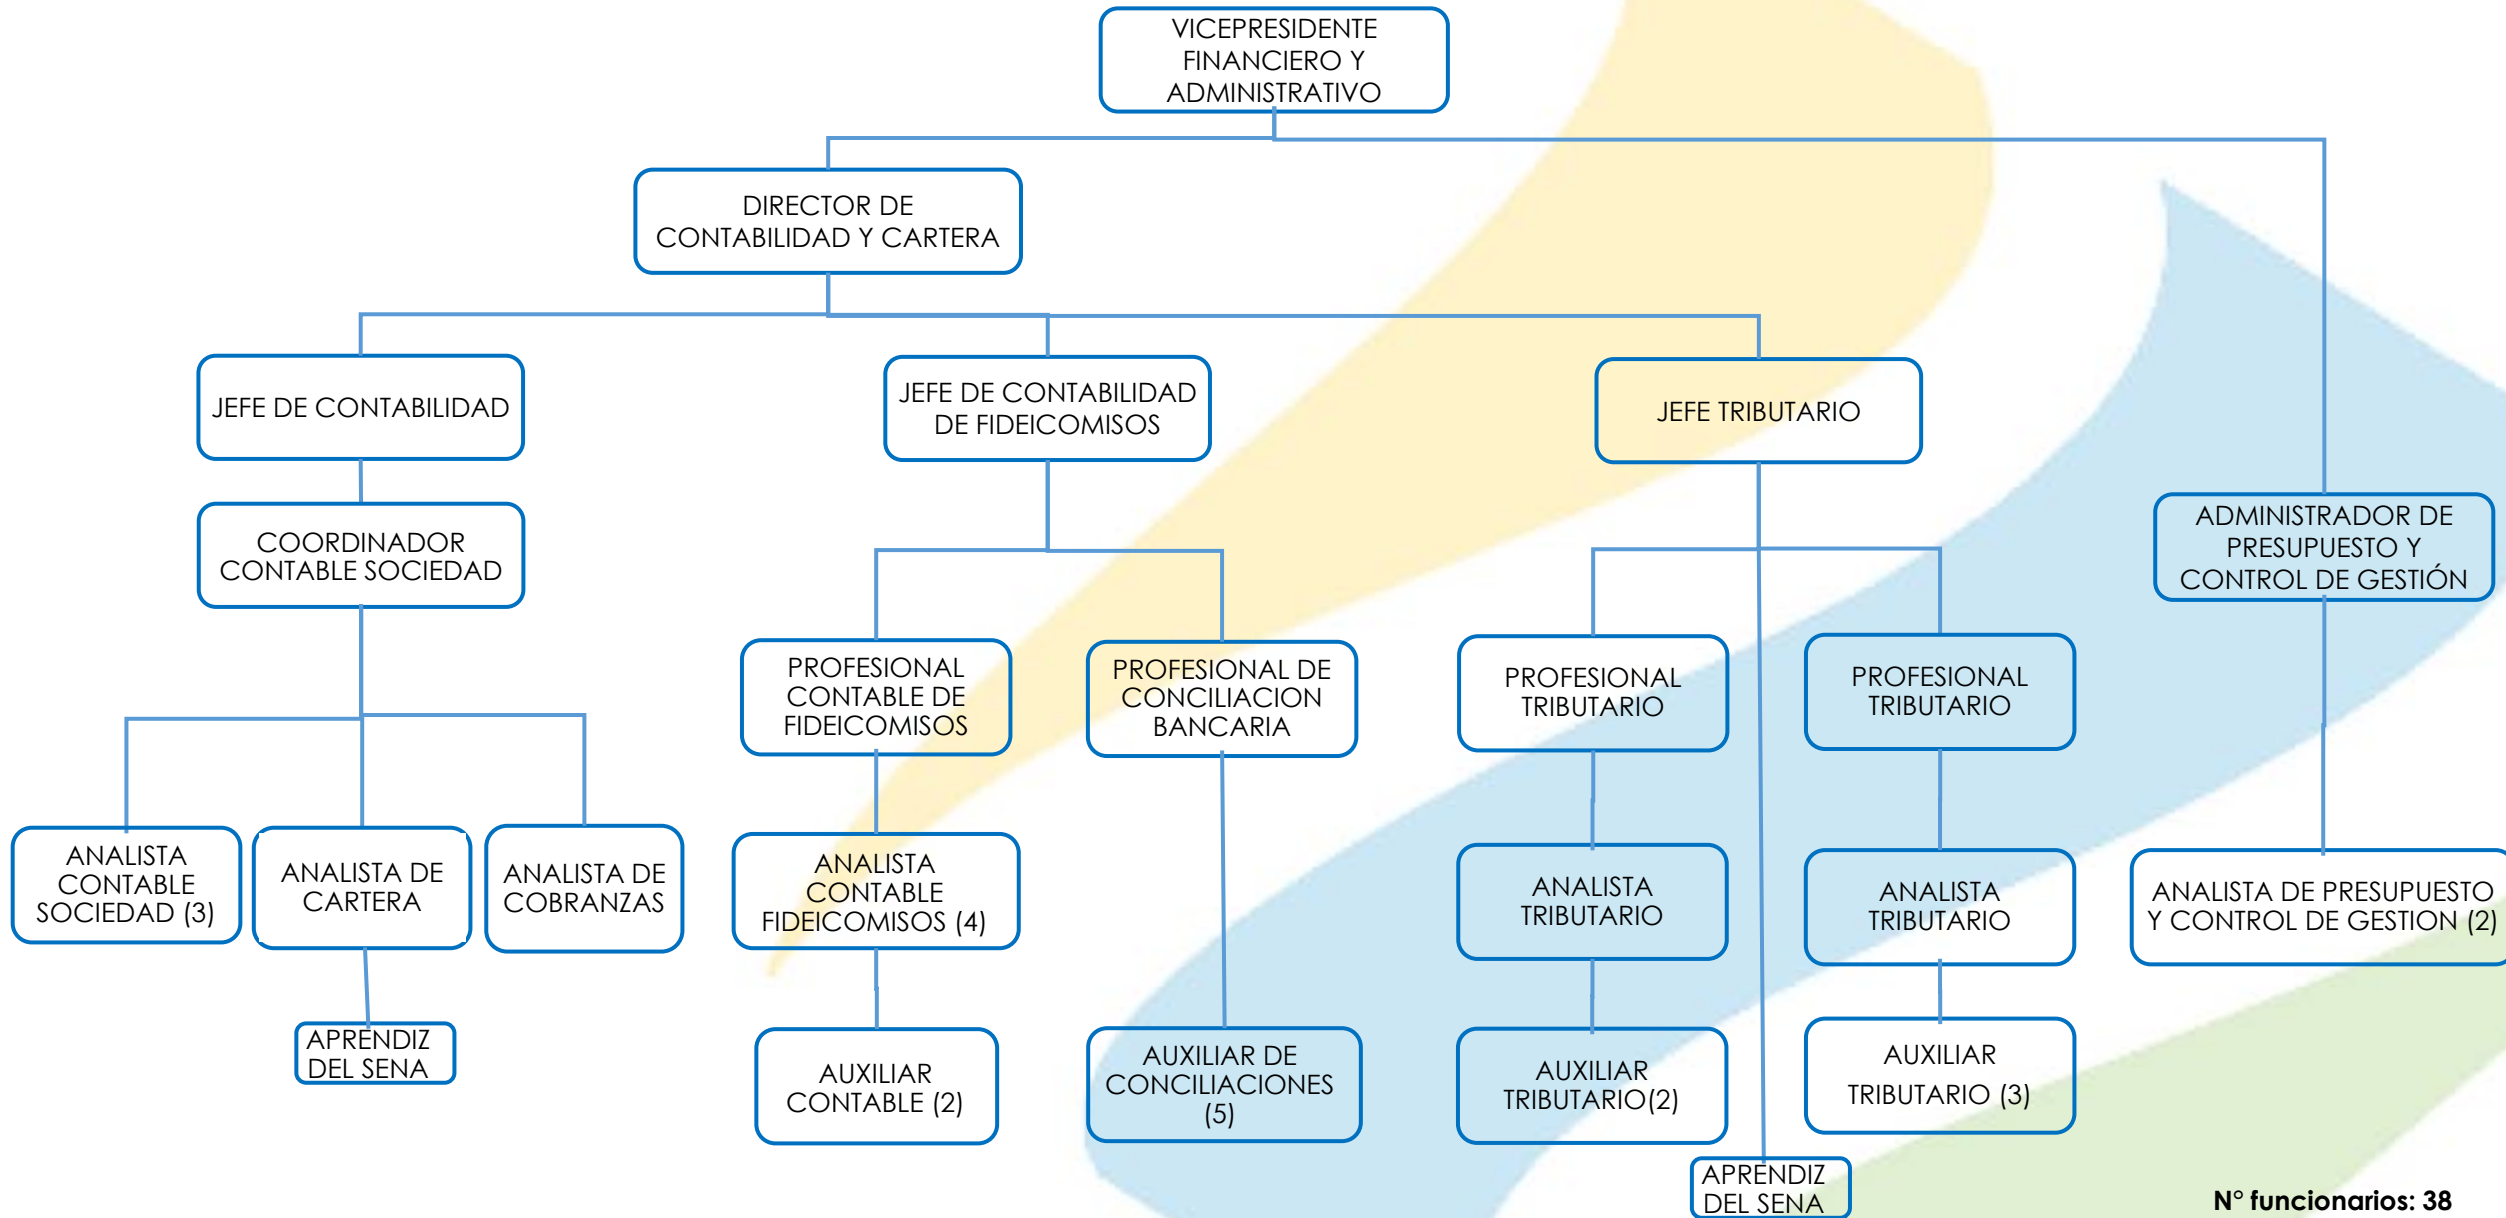 VICEPRESIDENTE
FINANCIERO Y
ADMINISTRATIVO
DIRECTOR DE
CONTABILIDAD Y CARTERA
JEFE DE CONTABILIDAD
JEFE DE CONTABILIDAD
DE FIDEICOMISOS
JEFE TRIBUTARIO
COORDINADOR
CONTABLE SOCIEDAD
ADMINISTRADOR DE
PRESUPUESTO Y
CONTROL DE GESTIÓN
PROFESIONAL
CONTABLE DE
FIDEICOMISOS
PROFESIONAL DE
CONCILIACION
BANCARIA
PROFESIONAL
TRIBUTARIO
PROFESIONAL
TRIBUTARIO
ANALISTA
CONTABLE
SOCIEDAD (3)
ANALISTA DE
CARTERA
ANALISTA DE
COBRANZAS
ANALISTA
CONTABLE
FIDEICOMISOS (4)
ANALISTA
TRIBUTARIO
ANALISTA
TRIBUTARIO
ANALISTA DE PRESUPUESTO
Y CONTROL DE GESTION (2)
APRENDIZ
DEL SENA
AUXILIAR
CONTABLE (2)
AUXILIAR DE
CONCILIACIONES
(5)
AUXILIAR
TRIBUTARIO(2)
AUXILIAR
TRIBUTARIO (3)
APRENDIZ
DEL SENA
N° funcionarios: 38